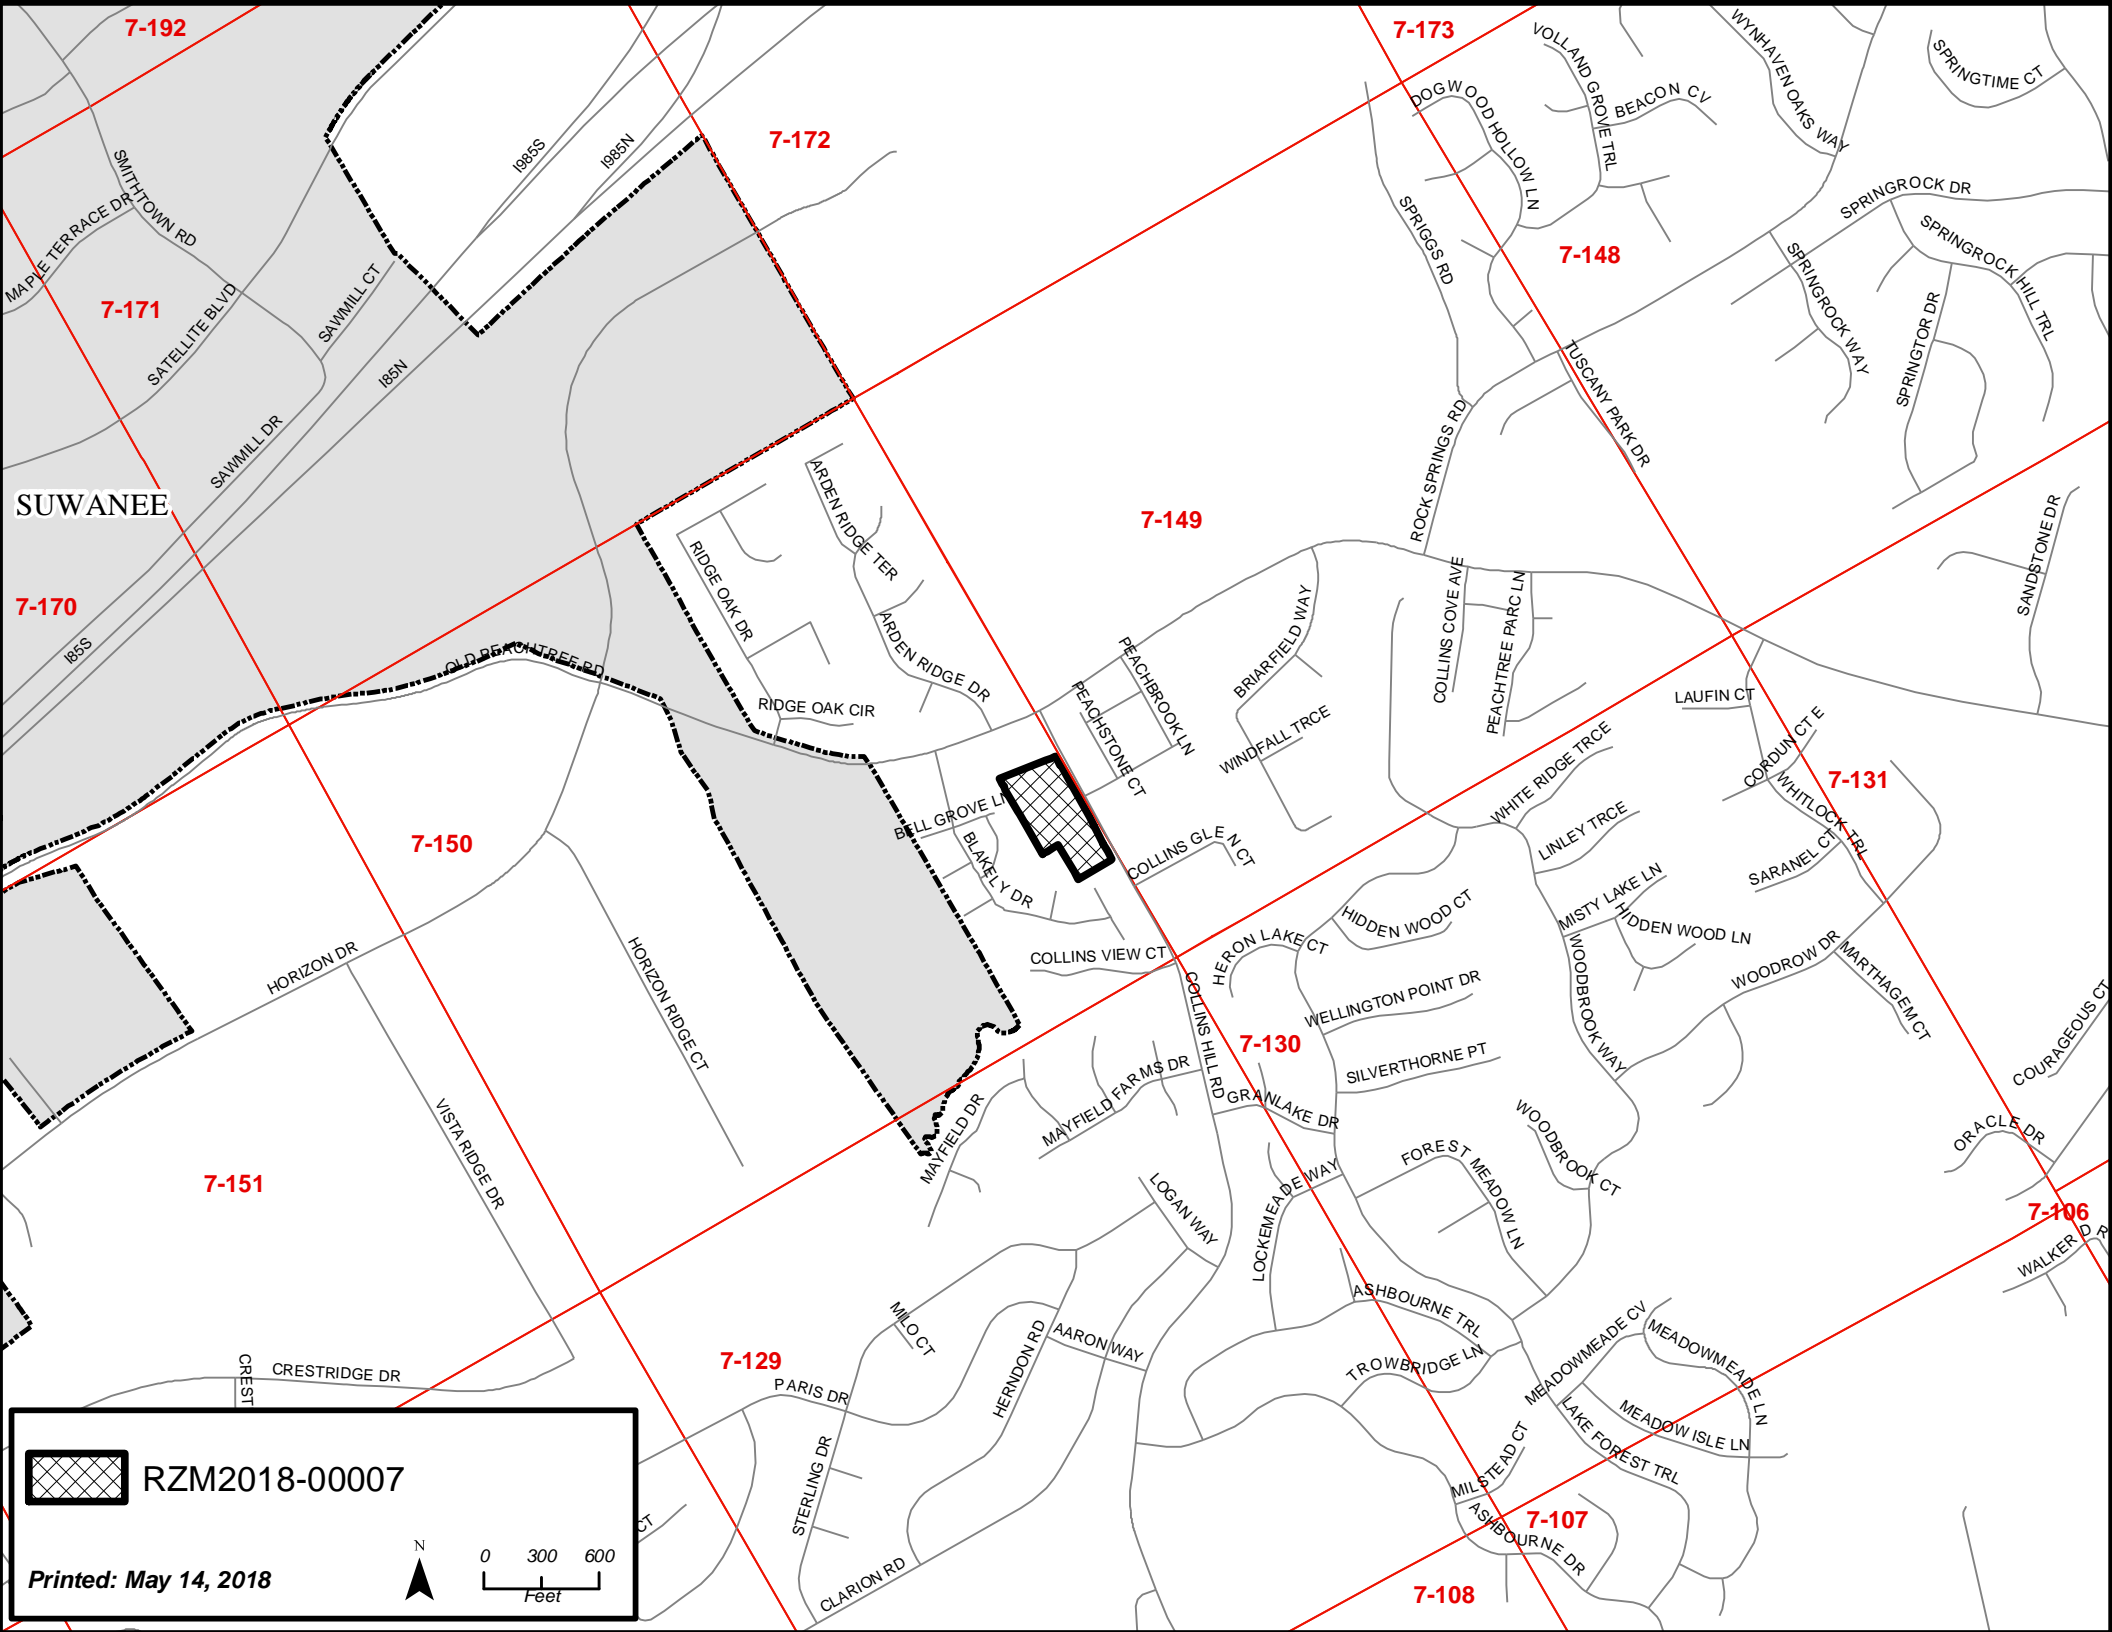 7-192
7-173
7-172
7-171
7-170
7-148
7-149
7-150
7-131
7-130
7-151
7-106
7-129
7-107
7-108
SUWANEE
SMITHTOWN RD
MAPLE TERRACE DR
SATELLITE BLVD
SAWMILL CT
SAWMILL DR
I985S
I985N
I85N
I85S
OLD PEACHTREE RD
VOLLAND GROVE TRL
BEACON CV
WYNHAVEN OAKS WAY
SPRINGTIME CT
DOGWOOD HOLLOW LN
SPRIGGS RD
SPRINGROCK DR
SPRINGROCK HILL TRL
SPRINGROCK WAY
SPRINGTOR DR
TUSCANY PARK DR
ROCK SPRINGS RD
SANDSTONE DR
ARDEN RIDGE TER
RIDGE OAK DR
ARDEN RIDGE DR
RIDGE OAK CIR
PEACHBROOK LN
PEACHSTONE CT
BRIARFIELD WAY
WINDFALL TRCE
COLLINS COVE AVE
PEACHTREE PARC LN
LAUFIN CT
CORDUN CT E
WHITLOCK TRL
SARANEL CT
WHITE RIDGE TRCE
LINLEY TRCE
MISTY LAKE LN
HIDDEN WOOD LN
HIDDEN WOOD CT
HERON LAKE CT
BELL GROVE LN
BLAKELY DR
COLLINS GLEN CT
COLLINS VIEW CT
COLLINS HILL RD
WELLINGTON POINT DR
SILVERTHORNE PT
WOODBROOK WAY
WOODROW DR
MARTHAGEM CT
COURAGEOUS CT
ORACLE DR
WALKER DR
HORIZON DR
HORIZON RIDGE CT
VISTA RIDGE DR
MAYFIELD DR
MAYFIELD FARMS DR
GRANLAKE DR
WOODBROOK CT
FOREST MEADOW LN
LOCKEMEADE WAY
LOGAN WAY
ASHBOURNE TRL
TROWBRIDGE LN
MEADOWMEADE CV
MEADOWMEADE LN
MEADOW ISLE LN
LAKE FOREST TRL
MILSTEAD CT
ASHBOURNE DR
MILO CT
AARON WAY
HERNDON RD
PARIS DR
STERLING DR
CLARION RD
CRESTRIDGE DR
CREST
CT
RZM2018-00007
Printed: May 14, 2018
N
0 300 600
Feet